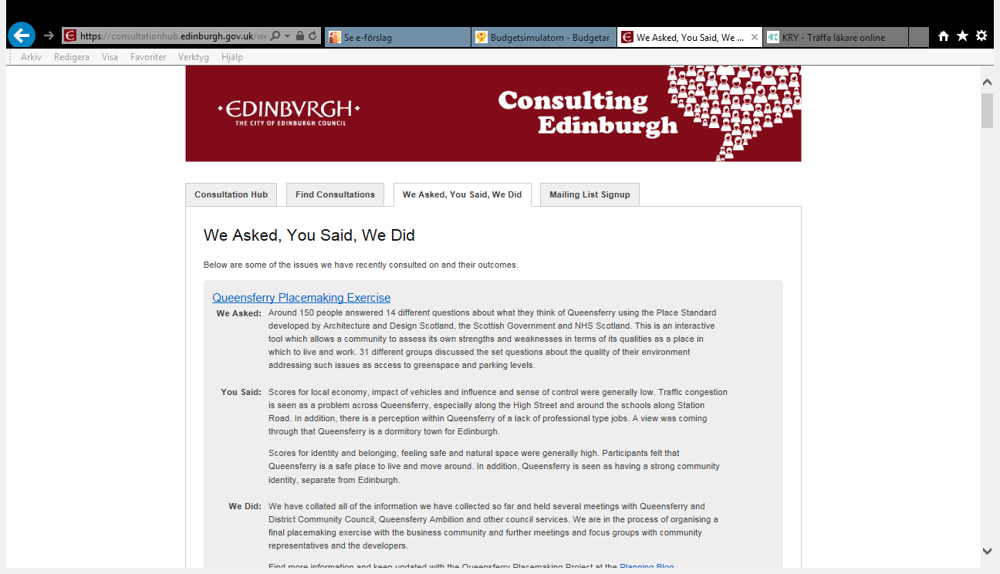 https://consultationhub.edinburgh.gov.uk/we
Se e-förslag
Budgetsimulatorn - Budgetar
We Asked, You Said, We ...
KRY - Träffa läkare online
Arkiv Redigera Visa Favoriter Verktyg Hjälp
·EDINBVRGH·
THE CITY OF EDINBURGH COUNCIL
Consulting
Edinburgh
Consultation Hub
Find Consultations
We Asked, You Said, We Did
Mailing List Signup
We Asked, You Said, We Did
Below are some of the issues we have recently consulted on and their outcomes.
Queensferry Placemaking Exercise
We Asked: Around 150 people answered 14 different questions about what they think of Queensferry using the Place Standard
developed by Architecture and Design Scotland, the Scottish Government and NHS Scotland. This is an interactive
tool which allows a community to assess its own strengths and weaknesses in terms of its qualities as a place in
which to live and work. 31 different groups discussed the set questions about the quality of their environment
addressing such issues as access to greenspace and parking levels.
You Said: Scores for local economy, impact of vehicles and influence and sense of control were generally low. Traffic congestion
is seen as a problem across Queensferry, especially along the High Street and around the schools along Station
Road. In addition, there is a perception within Queensferry of a lack of professional type jobs. A view was coming
through that Queensferry is a dormitory town for Edinburgh.
Scores for identity and belonging, feeling safe and natural space were generally high. Participants felt that
Queensferry is a safe place to live and move around. In addition, Queensferry is seen as having a strong community
identity, separate from Edinburgh.
We Did: We have collated all of the information we have collected so far and held several meetings with Queensferry and
District Community Council, Queensferry Ambition and other council services. We are in the process of organising a
final placemaking exercise with the business community and further meetings and focus groups with community
representatives and the developers.
Find more information and keep updated with the Queensferry Placemaking Project at the Planning Blog